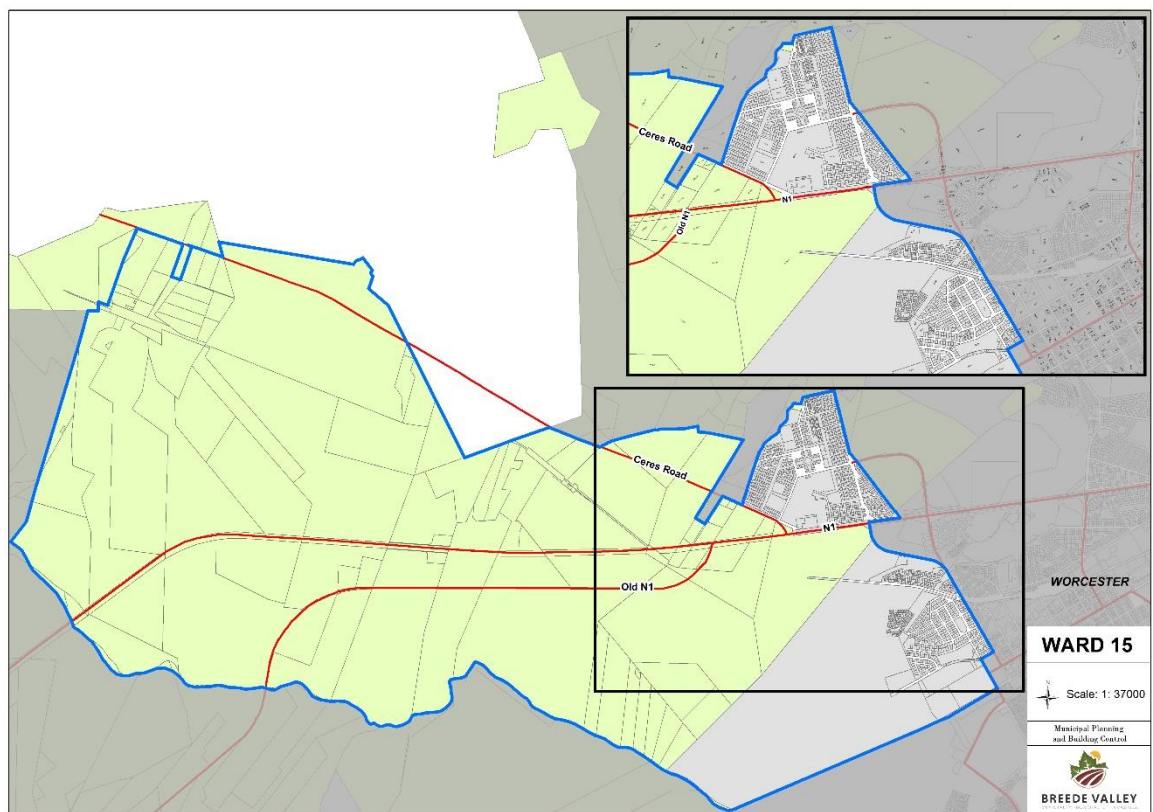 Ceres Road
N1
Old N1
Ceres Road
N1
Old N1
WORCESTER
WARD 15
N
Scale: 1: 37000
Municipal Planning
and Building Control
BREEDE VALLEY